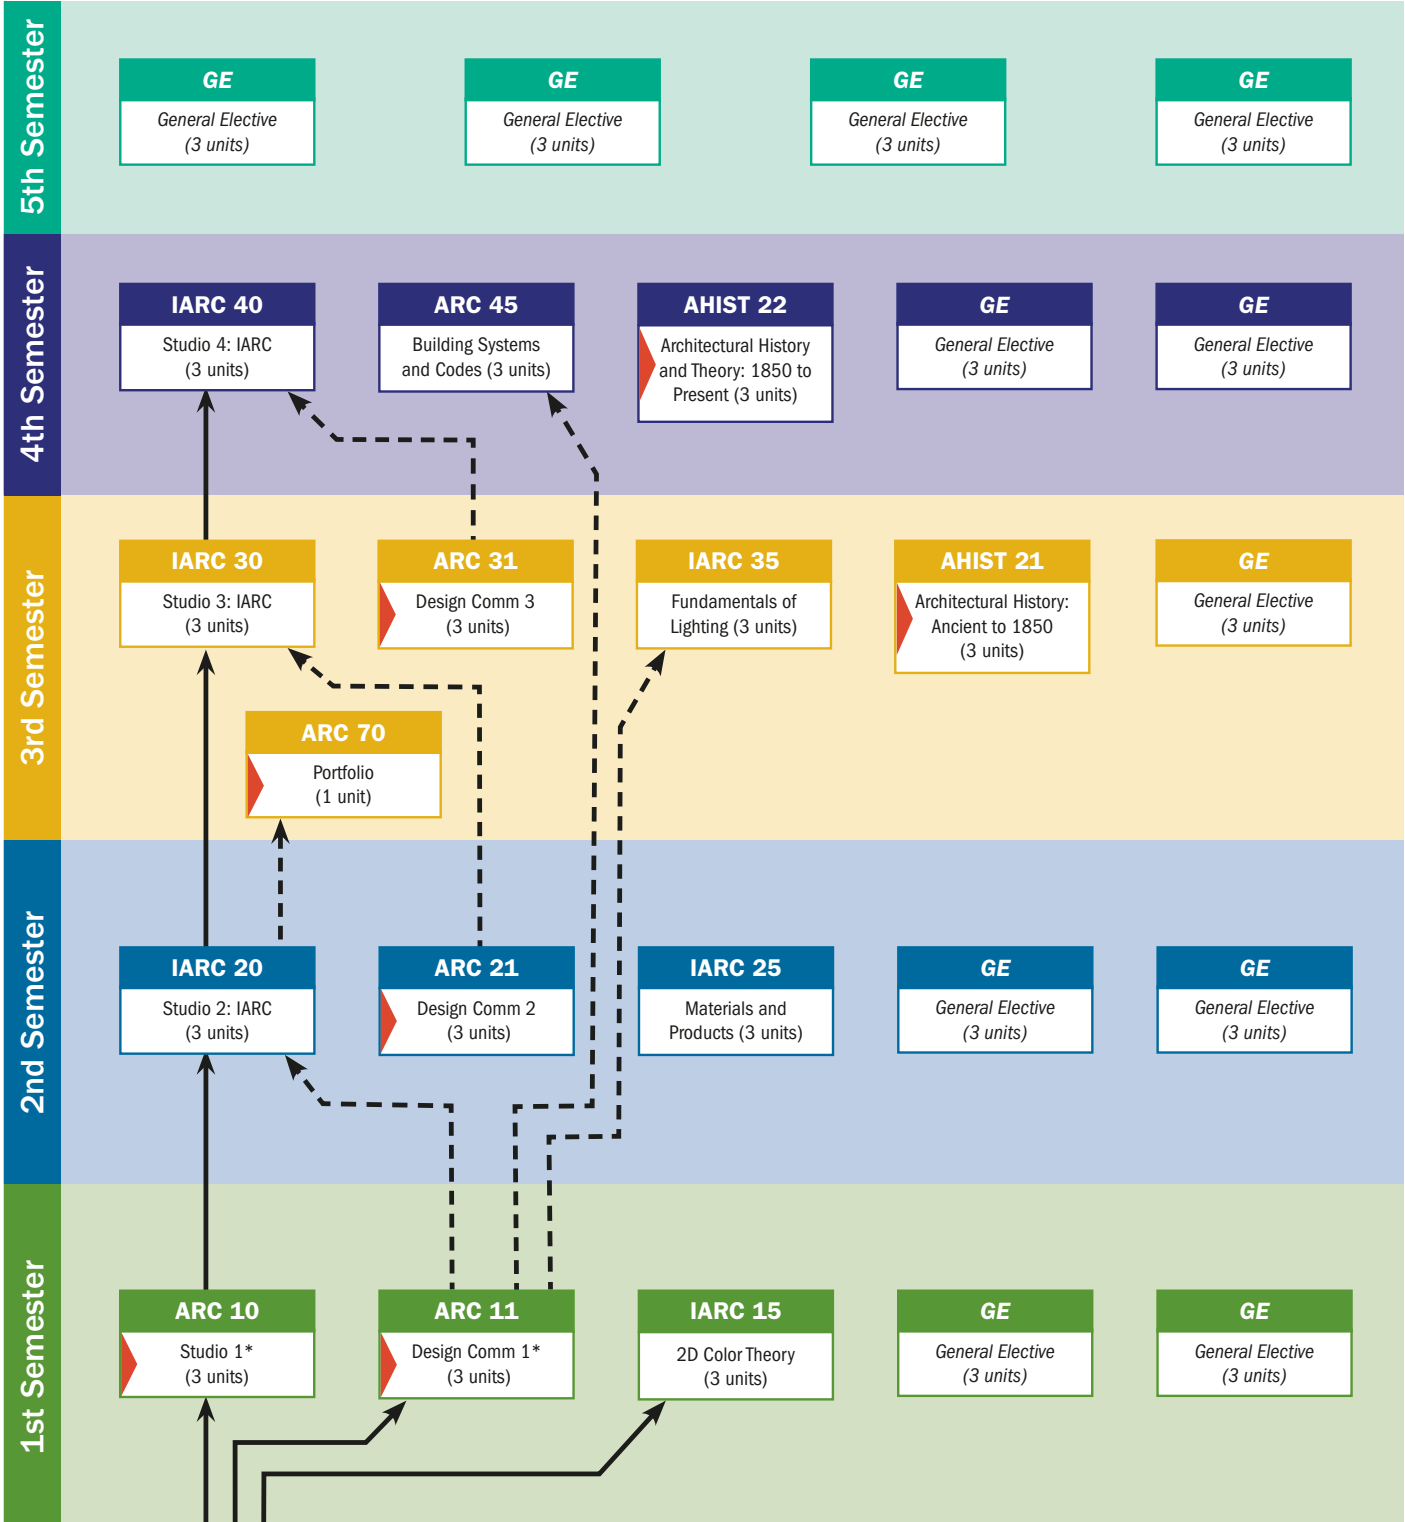 5th Semester
GE
General Elective
(3 units)
GE
General Elective
(3 units)
GE
General Elective
(3 units)
GE
General Elective
(3 units)
4th Semester
IARC 40
Studio 4: IARC
(3 units)
ARC 45
Building Systems
and Codes (3 units)
AHIST 22
Architectural History
and Theory: 1850 to
Present (3 units)
GE
General Elective
(3 units)
GE
General Elective
(3 units)
3rd Semester
IARC 30
Studio 3: IARC
(3 units)
ARC 31
Design Comm 3
(3 units)
IARC 35
Fundamentals of
Lighting (3 units)
AHIST 21
Architectural History:
Ancient to 1850
(3 units)
GE
General Elective
(3 units)
ARC 70
Portfolio
(1 unit)
2nd Semester
IARC 20
Studio 2: IARC
(3 units)
ARC 21
Design Comm 2
(3 units)
IARC 25
Materials and
Products (3 units)
GE
General Elective
(3 units)
GE
General Elective
(3 units)
1st Semester
ARC 10
Studio 1*
(3 units)
ARC 11
Design Comm 1*
(3 units)
IARC 15
2D Color Theory
(3 units)
GE
General Elective
(3 units)
GE
General Elective
(3 units)